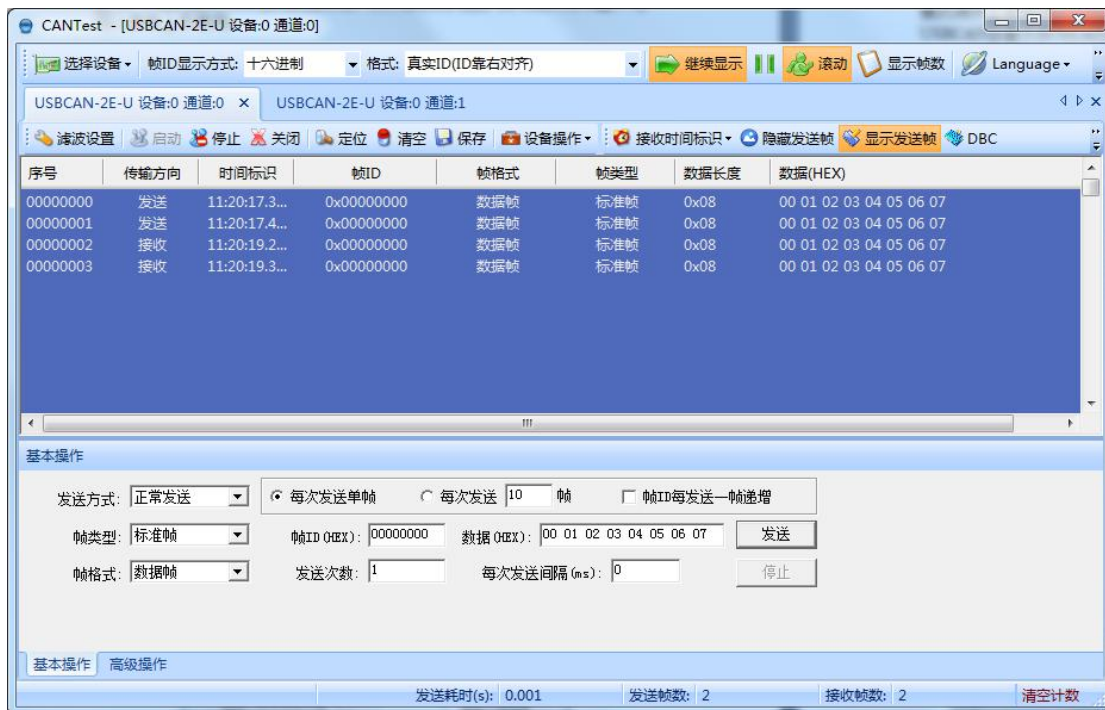 CANTest - [USBCAN-2E-U 设备:0 通道:0]
选择设备 帧ID显示方式: 十六进制 格式: 真实ID(ID靠右对齐) 继续显示 滚动 显示帧数 Language
USBCAN-2E-U 设备:0 通道:0 USBCAN-2E-U 设备:0 通道:1
滤波设置 启动 停止 关闭 定位 清空 保存 设备操作 接收时间标识 隐藏发送帧 显示发送帧 DBC
序号 传输方向 时间标识 帧ID 帧格式 帧类型 数据长度 数据(HEX)
00000000 发送 11:20:17.3... 0x00000000 数据帧 标准帧 0x08 00 01 02 03 04 05 06 07
00000001 发送 11:20:17.4... 0x00000000 数据帧 标准帧 0x08 00 01 02 03 04 05 06 07
00000002 接收 11:20:19.2... 0x00000000 数据帧 标准帧 0x08 00 01 02 03 04 05 06 07
00000003 接收 11:20:19.3... 0x00000000 数据帧 标准帧 0x08 00 01 02 03 04 05 06 07
基本操作
发送方式: 正常发送 每次发送单帧 每次发送 10 帧 帧ID每发送一帧递增
帧类型: 标准帧 帧ID(HEX): 00000000 数据(HEX): 00 01 02 03 04 05 06 07 发送
帧格式: 数据帧 发送次数: 1 每次发送间隔(ms): 0 停止
基本操作 高级操作
发送耗时(s): 0.001 发送帧数: 2 接收帧数: 2 清空计数